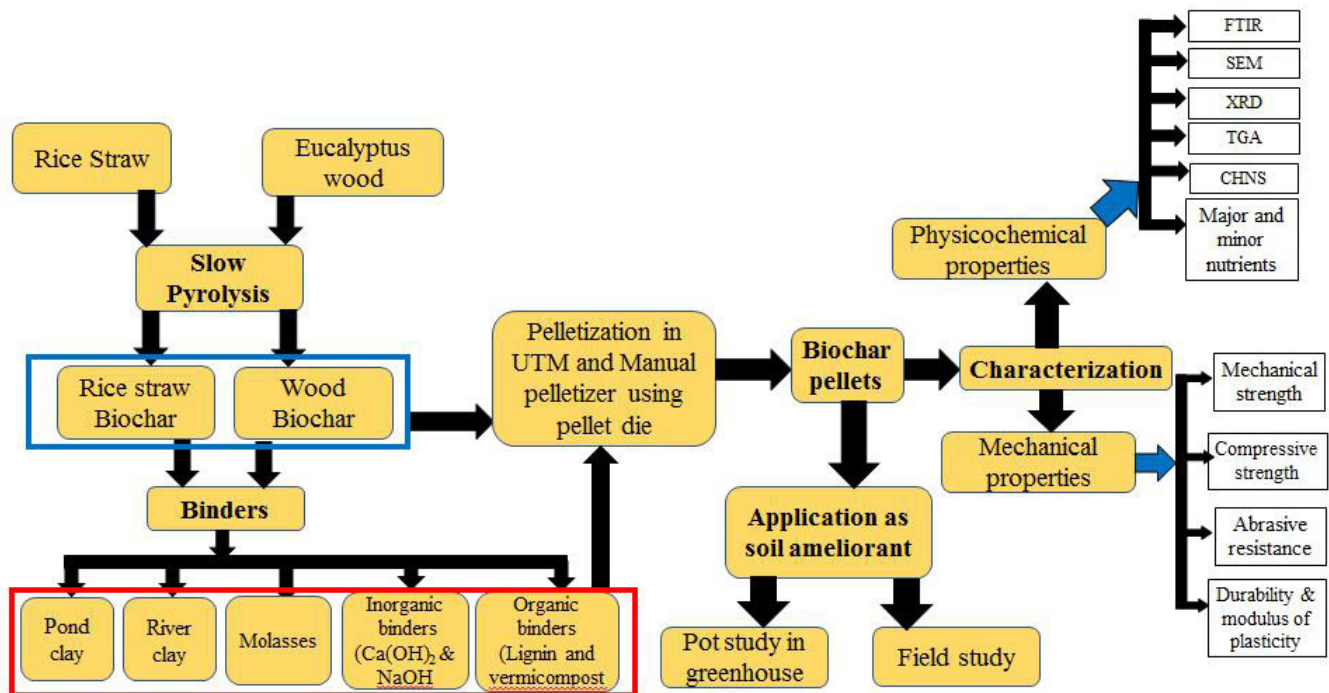 Rice Straw
Eucalyptus
wood
Slow
Pyrolysis
Rice straw
Biochar
Wood
Biochar
Binders
Pond
clay
River
clay
Molasses
Inorganic
binders
(Ca(OH)₂ &
NaOH
Organic
binders
(Lignin and
vermicompost
Pelletization in
UTM and Manual
pelletizer using
pellet die
Biochar
pellets
Application as
soil ameliorant
Pot study in
greenhouse
Field study
Characterization
Physicochemical
properties
FTIR
SEM
XRD
TGA
CHNS
Major and
minor
nutrients
Mechanical
properties
Mechanical
strength
Compressive
strength
Abrasive
resistance
Durability &
modulus of
plasticity